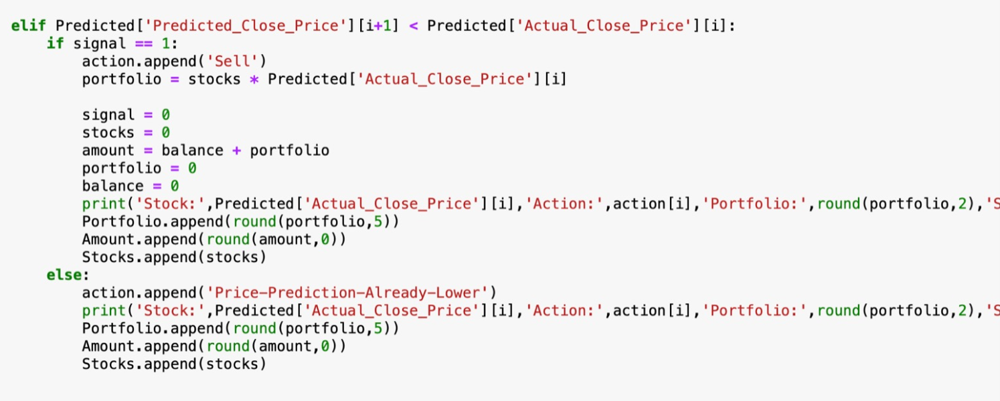 elif Predicted['Predicted_Close_Price'][i+1] < Predicted['Actual_Close_Price'][i]:
    if signal == 1:
        action.append('Sell')
        portfolio = stocks * Predicted['Actual_Close_Price'][i]

        signal = 0
        stocks = 0
        amount = balance + portfolio
        portfolio = 0
        balance = 0
        print('Stock:',Predicted['Actual_Close_Price'][i],'Action:',action[i],'Portfolio:',round(portfolio,2),'S
        Portfolio.append(round(portfolio,5))
        Amount.append(round(amount,0))
        Stocks.append(stocks)
    else:
        action.append('Price-Prediction-Already-Lower')
        print('Stock:',Predicted['Actual_Close_Price'][i],'Action:',action[i],'Portfolio:',round(portfolio,2),'S
        Portfolio.append(round(portfolio,5))
        Amount.append(round(amount,0))
        Stocks.append(stocks)